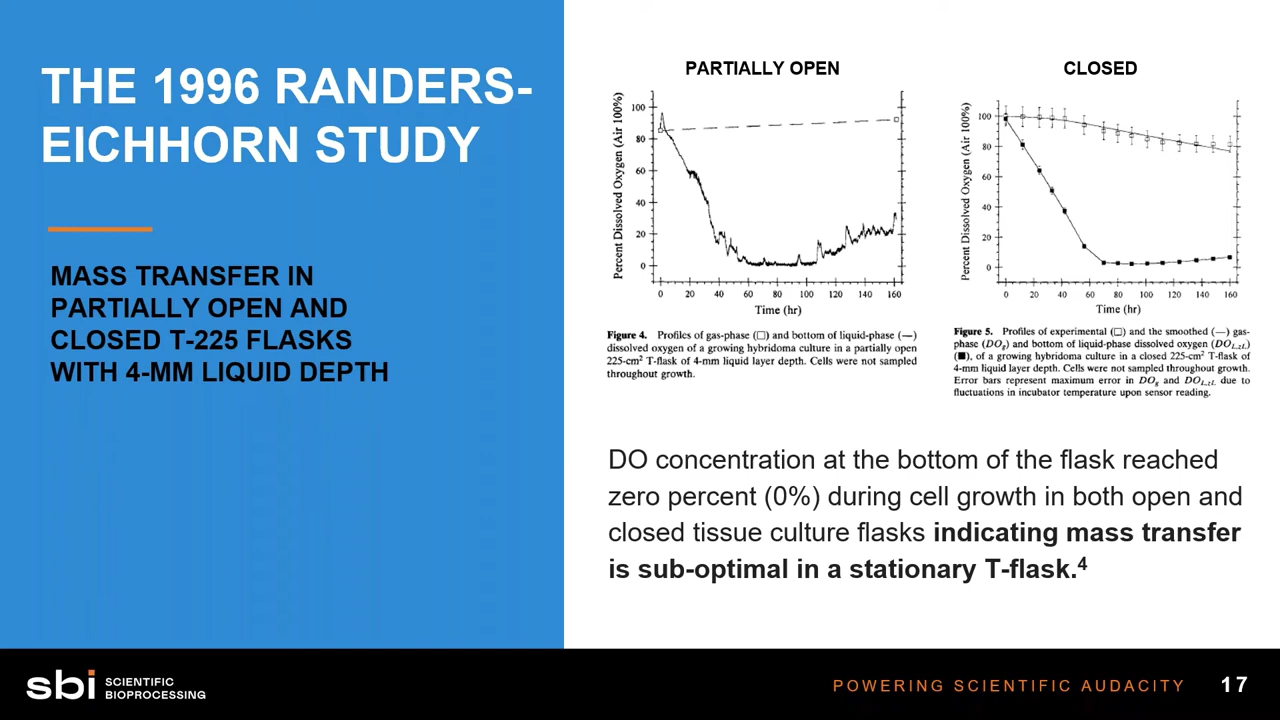 THE 1996 RANDERS-
EICHHORN STUDY
MASS TRANSFER IN
PARTIALLY OPEN AND
CLOSED T-225 FLASKS
WITH 4-MM LIQUID DEPTH
PARTIALLY OPEN
Percent Dissolved Oxygen (Air 100%)
100
80
60
40
20
0
0 20 40 60 80 100 120 140 160
Time (hr)
Figure 4. Profiles of gas-phase (□) and bottom of liquid-phase (—)
dissolved oxygen of a growing hybridoma culture in a partially open
225-cm² T-flask of 4-mm liquid layer depth. Cells were not sampled
throughout growth.
CLOSED
Percent Dissolved Oxygen (Air 100%)
100
80
60
40
20
0
0 20 40 60 80 100 120 140 160
Time (hr)
Figure 5. Profiles of experimental (□) and the smoothed (—) gas-
phase (DOg) and bottom of liquid-phase dissolved oxygen (DOL,zL)
(■), of a growing hybridoma culture in a closed 225-cm² T-flask of
4-mm liquid layer depth. Cells were not sampled throughout growth.
Error bars represent maximum error in DOg and DOL,zL due to
fluctuations in incubator temperature upon sensor reading.
DO concentration at the bottom of the flask reached
zero percent (0%) during cell growth in both open and
closed tissue culture flasks indicating mass transfer
is sub-optimal in a stationary T-flask.⁴
sbi SCIENTIFIC
BIOPROCESSING
POWERING SCIENTIFIC AUDACITY 17